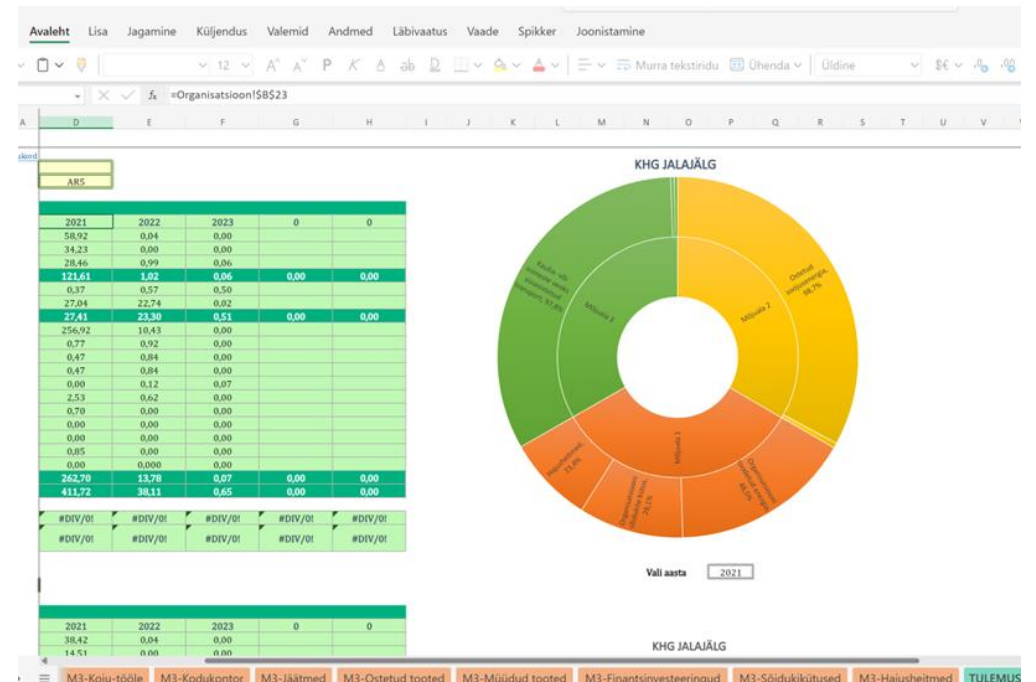 Avaleht Lisa Jagamine Küljendus Valemid Andmed Läbivaatus Vaade Spikker Joonistamine
12 A A P K A ab D Murra tekstiridu Ühenda Üldine $€
fx =Organisatsioon!$B$23
A D E F G H I J K L M N O P Q R S T U V
KHG JALAJÄLG
AR5
2021 2022 2023 0 0
58,92 0,04 0,00
34,23 0,00 0,00
28,46 0,99 0,06
121,61 1,02 0,06 0,00 0,00
0,37 0,57 0,50
27,04 22,74 0,02
27,41 23,30 0,51 0,00 0,00
256,92 10,43 0,00
0,77 0,92 0,00
0,47 0,84 0,00
0,47 0,84 0,00
0,00 0,12 0,07
2,53 0,62 0,00
0,70 0,00 0,00
0,00 0,00 0,00
0,00 0,00 0,00
0,85 0,00 0,00
0,00 0,000 0,00
262,70 13,78 0,07 0,00 0,00
411,72 38,11 0,65 0,00 0,00
#DIV/0! #DIV/0! #DIV/0! #DIV/0! #DIV/0!
#DIV/0! #DIV/0! #DIV/0! #DIV/0! #DIV/0!
Mõjuala 3
Mõjuala 2
Ostetud
soojusenergia,
98,7%
Mõjuala 1
Hajusheitmed,
23,4%
Vali aasta 2021
2021 2022 2023 0 0
38,42 0,04 0,00
14,51 0,00 0,00
KHG JALAJÄLG
M3-Koju-tööle M3-Kodukontor M3-Jäätmed M3-Ostetud tooted M3-Müüdud tooted M3-Finantsinvesteeringud M3-Sõidukikütused M3-Hajusheitmed TULEMUS